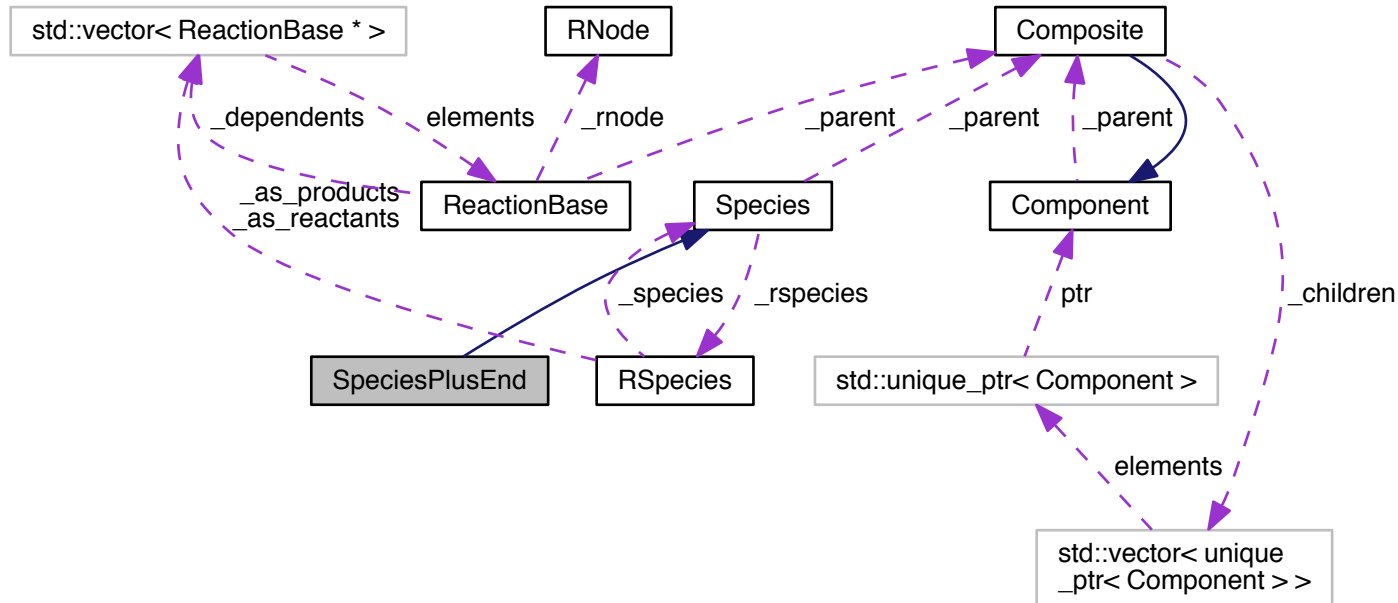 std::vector< ReactionBase * >
RNode
Composite
_dependents
elements
_rnode
_parent
_parent
_parent
_as_products
_as_reactants
ReactionBase
Species
Component
_species
_rspecies
ptr
_children
SpeciesPlusEnd
RSpecies
std::unique_ptr< Component >
elements
std::vector< unique
_ptr< Component > >